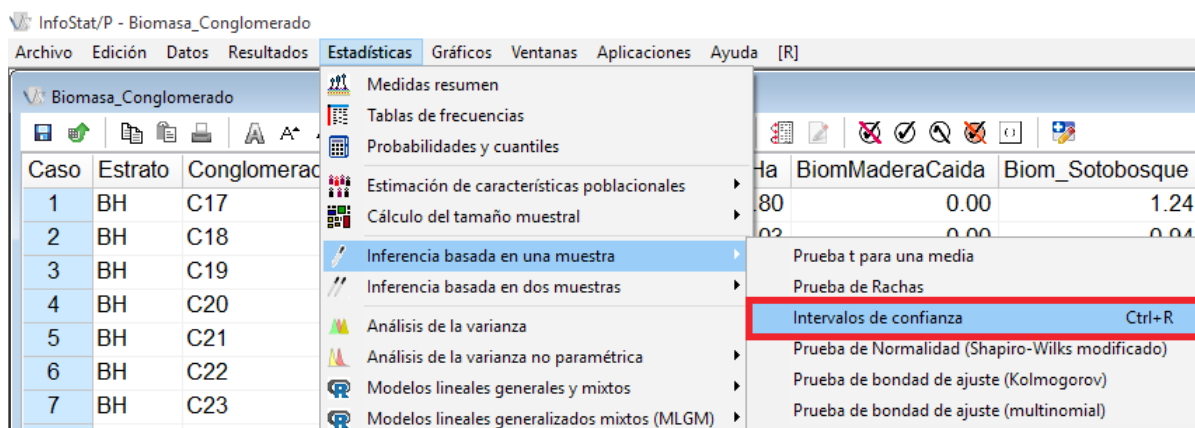 InfoStat/P - Biomasa_Conglomerado
Archivo Edición Datos Resultados Estadísticas Gráficos Ventanas Aplicaciones Ayuda [R]
Biomasa_Conglomerado
Caso Estrato Conglomerad Ha BiomMaderaCaida Biom_Sotobosque
1 BH C17 .80 0.00 1.24
2 BH C18 .03 0.00 0.94
3 BH C19
4 BH C20
5 BH C21
6 BH C22
7 BH C23
Medidas resumen
Tablas de frecuencias
Probabilidades y cuantiles
Estimación de características poblacionales
Cálculo del tamaño muestral
Inferencia basada en una muestra
Inferencia basada en dos muestras
Análisis de la varianza
Análisis de la varianza no paramétrica
Modelos lineales generales y mixtos
Modelos lineales generalizados mixtos (MLGM)
Prueba t para una media
Prueba de Rachas
Intervalos de confianza Ctrl+R
Prueba de Normalidad (Shapiro-Wilks modificado)
Prueba de bondad de ajuste (Kolmogorov)
Prueba de bondad de ajuste (multinomial)